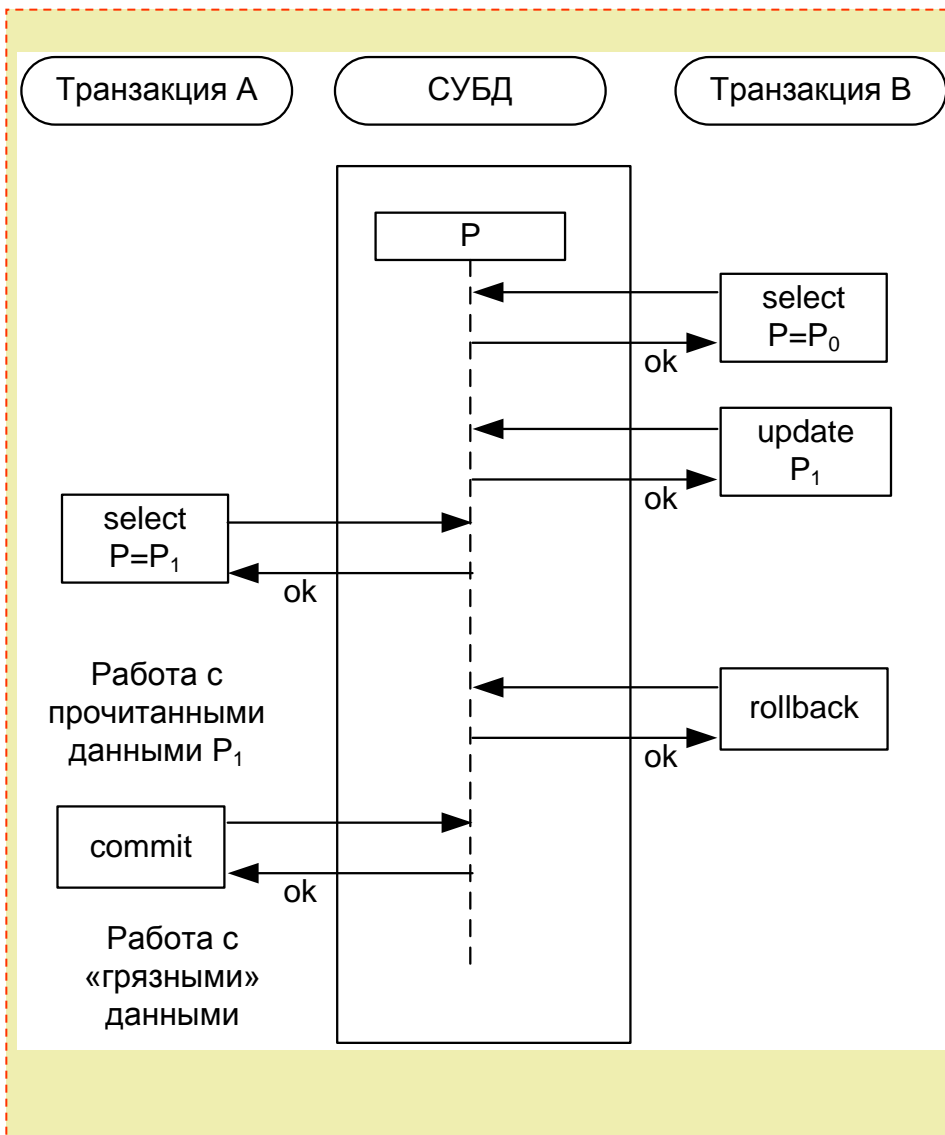 Транзакция А
СУБД
Транзакция В
P
select
P=P₀
ok
update
P₁
ok
select
P=P₁
ok
Работа с
прочитанными
данными P₁
rollback
ok
commit
ok
Работа с
«грязными»
данными